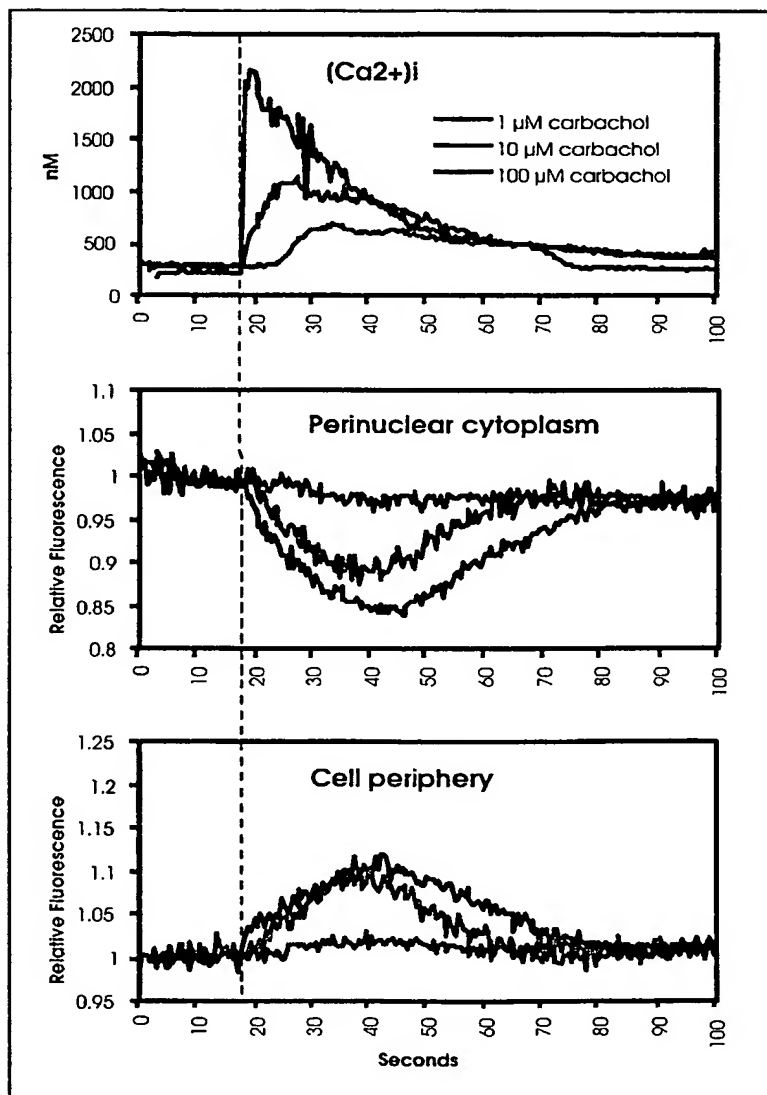 2500
(Ca2+)i
2000
1 µM carbachol
10 µM carbachol
100 µM carbachol
1500
nM
1000
500
0
0 10 20 30 40 50 60 70 80 90 100
1.1
Perinuclear cytoplasm
1.05
1
0.95
0.9
0.85
0.8
Relative Fluorescence
0 10 20 30 40 50 60 70 80 90 100
1.25
Cell periphery
1.2
1.15
1.1
1.05
1
0.95
Relative Fluorescence
0 10 20 30 40 50 60 70 80 90 100
Seconds